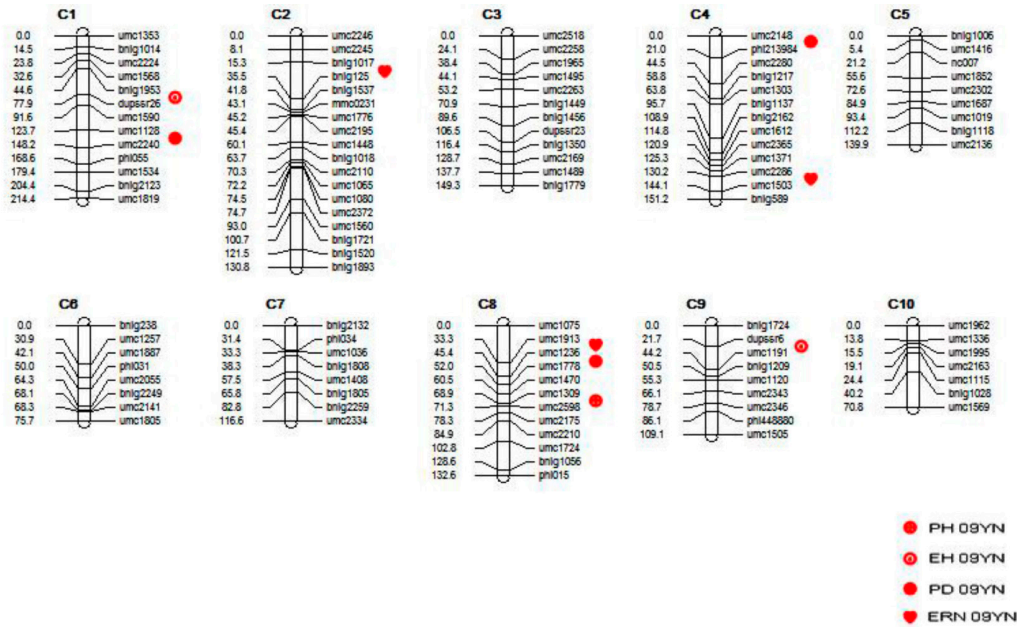 C1
0.0 umc1353
14.5 bnlg1014
23.8 umc2224
32.6 umc1568
44.6 bnlg1953
77.9 dupssr26
91.6 umc1590
123.7 umc1128
148.2 umc2240
168.6 phi055
179.4 umc1534
204.4 bnlg2123
214.4 umc1819
C2
0.0 umc2246
8.1 umc2245
15.3 bnlg1017
35.5 bnlg125
41.8 bnlg1537
43.1 mmc0231
45.2 umc1776
45.4 umc2195
60.1 umc1448
63.7 bnlg1018
70.3 umc2110
72.2 umc1065
74.5 umc1080
74.7 umc2372
93.0 umc1560
100.7 bnlg1721
121.5 bnlg1520
130.8 bnlg1893
C3
0.0 umc2518
24.1 umc2258
38.4 umc1965
44.1 umc1495
53.2 umc2263
70.9 bnlg1449
89.6 bnlg1456
106.5 dupssr23
116.4 bnlg1350
128.7 umc2169
137.7 umc1489
149.3 bnlg1779
C4
0.0 umc2148
21.0 phi213984
44.5 umc2280
58.8 bnlg1217
63.8 umc1303
95.7 bnlg1137
108.9 bnlg2162
114.8 umc1612
120.9 umc2365
125.3 umc1371
130.2 umc2286
144.1 umc1503
151.2 bnlg589
C5
0.0 bnlg1006
5.4 umc1416
21.2 nc007
55.6 umc1852
72.6 umc2302
84.9 umc1687
93.4 umc1019
112.2 bnlg1118
139.9 umc2136
C6
0.0 bnlg238
30.9 umc1257
42.1 umc1887
50.0 phi031
64.3 umc2055
68.1 bnlg2249
68.3 umc2141
75.7 umc1805
C7
0.0 bnlg2132
31.4 phi034
33.3 umc1036
38.3 bnlg1808
57.5 umc1408
65.8 bnlg1805
82.8 bnlg2259
116.6 umc2334
C8
0.0 umc1075
33.3 umc1913
45.4 umc1236
52.0 umc1778
60.5 umc1470
68.9 umc1309
71.3 umc2598
78.3 umc2175
84.9 umc2210
102.8 umc1724
128.6 bnlg1056
132.6 phi015
C9
0.0 bnlg1724
21.7 dupssr6
44.2 umc1191
50.5 bnlg1209
55.3 umc1120
66.1 umc2343
78.7 umc2346
86.1 phi448880
109.1 umc1505
C10
0.0 umc1962
13.8 umc1336
15.5 umc1995
19.1 umc2163
24.4 umc1115
40.2 bnlg1028
70.8 umc1569
PH 09YN
EH 09YN
PD 09YN
ERN 09YN